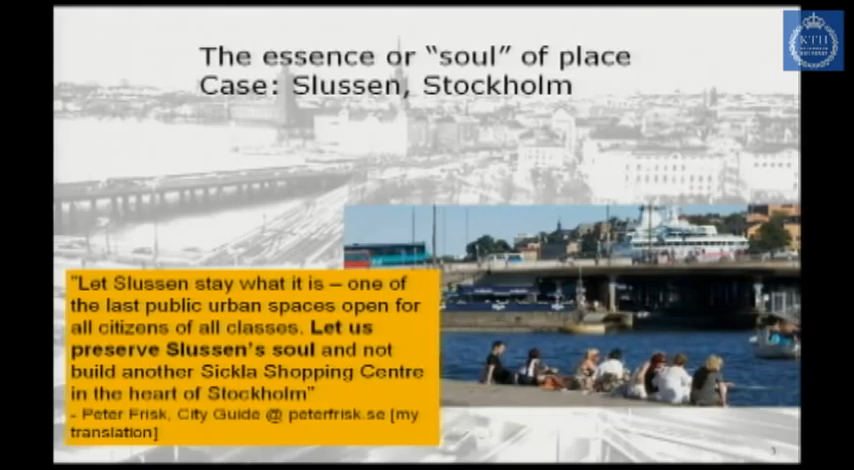 The essence or “soul” of place
Case: Slussen, Stockholm
KTH
"Let Slussen stay what it is – one of
the last public urban spaces open for
all citizens of all classes. Let us
preserve Slussen's soul and not
build another Sickla Shopping Centre
in the heart of Stockholm"
- Peter Frisk, City Guide @ peterfrisk.se [my
translation]